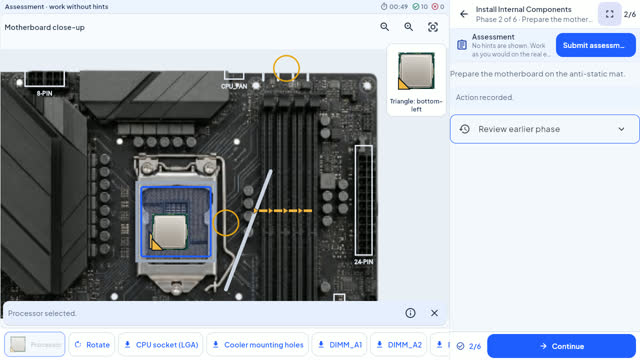 Assessment · work without hints
00:49
10
0
Motherboard close-up
8-PIN
CPU_FAN
24-PIN
Triangle: bottom-left
Processor selected.
Processor
Rotate
CPU socket (LGA)
Cooler mounting holes
DIMM_A1
DIMM_A2
Install Internal Components
Phase 2 of 6 · Prepare the mother...
2/6
Assessment
No hints are shown. Work
as you would on the real e...
Submit assessm...
Prepare the motherboard on the anti-static mat.
Action recorded.
Review earlier phase
2/6
Continue